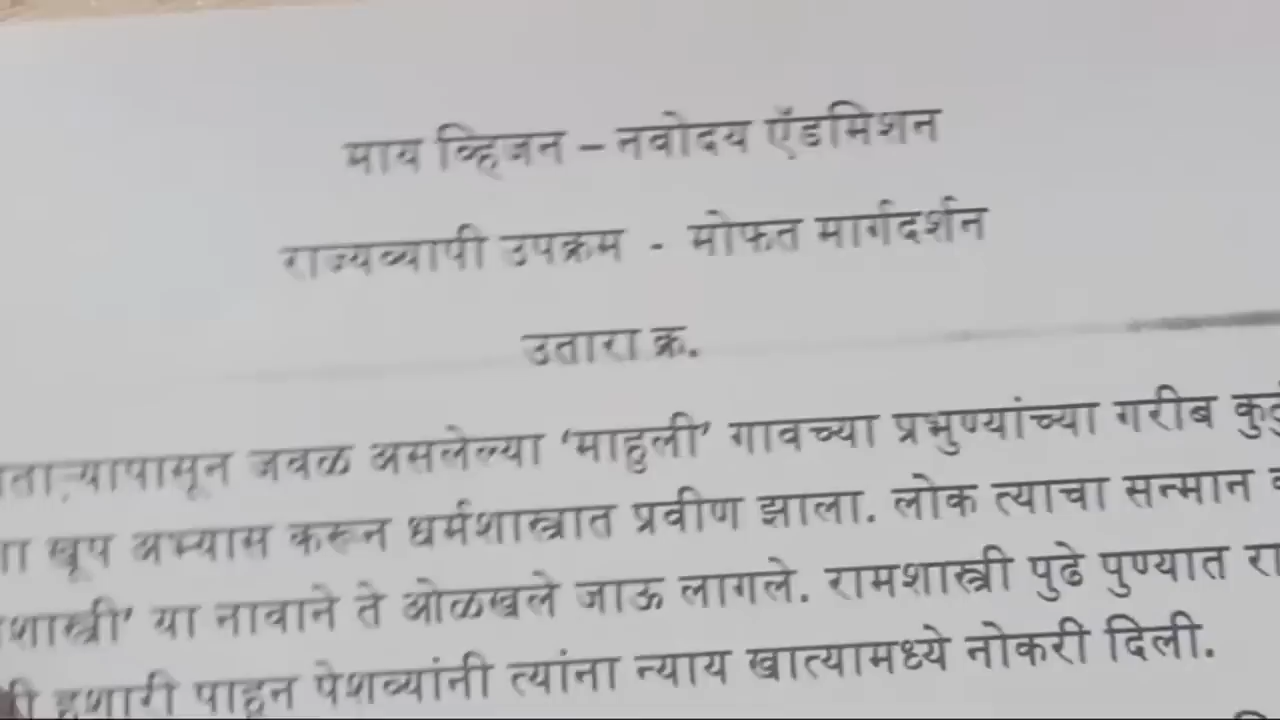 माय व्हिजन – नवोदय ऍडमिशन
राज्यव्यापी उपक्रम - मोफत मार्गदर्शन
उतारा क्र.
जवळ असलेल्या 'माहुली' गावच्या प्रभुण्यांच्या गरीब
खूप अभ्यास करून धर्मशास्त्रात प्रवीण झाला. लोक त्याचा सन्मान
या नावाने ते ओळखले जाऊ लागले. रामशास्त्री पुढे पुण्यात
हुशारी पाहून पेशव्यांनी त्यांना न्याय खात्यामध्ये नोकरी दिली.